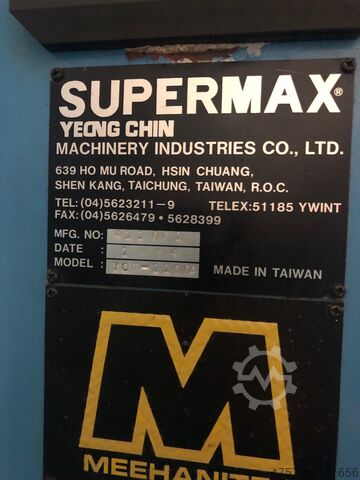 SUPERMAX®
YEONG CHIN
MACHINERY INDUSTRIES CO., LTD.
639 HO MU ROAD, HSIN CHUANG,
SHEN KANG, TAICHUNG, TAIWAN, R.O.C.
TEL:(04)5623211-9 TELEX:51185 YWINT
FAX:(04)5626479 • 5628399
MFG. NO:
DATE :
MODEL :
MADE IN TAIWAN
M
MEEHANITE